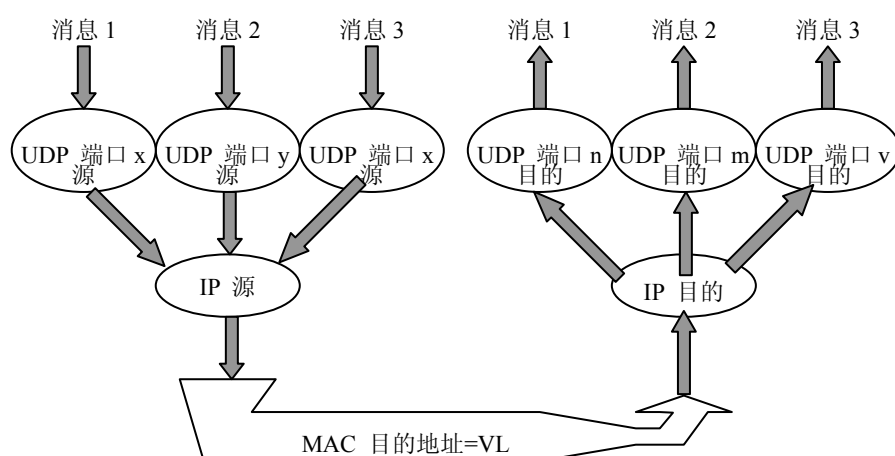 消息 1 消息 2 消息 3 消息 1 消息 2 消息 3
UDP 端口 x UDP 端口 y UDP 端口 x UDP 端口 n UDP 端口 m UDP 端口 v
源 源 源 目的 目的 目的
IP 源 IP 目的
MAC 目的地址=VL